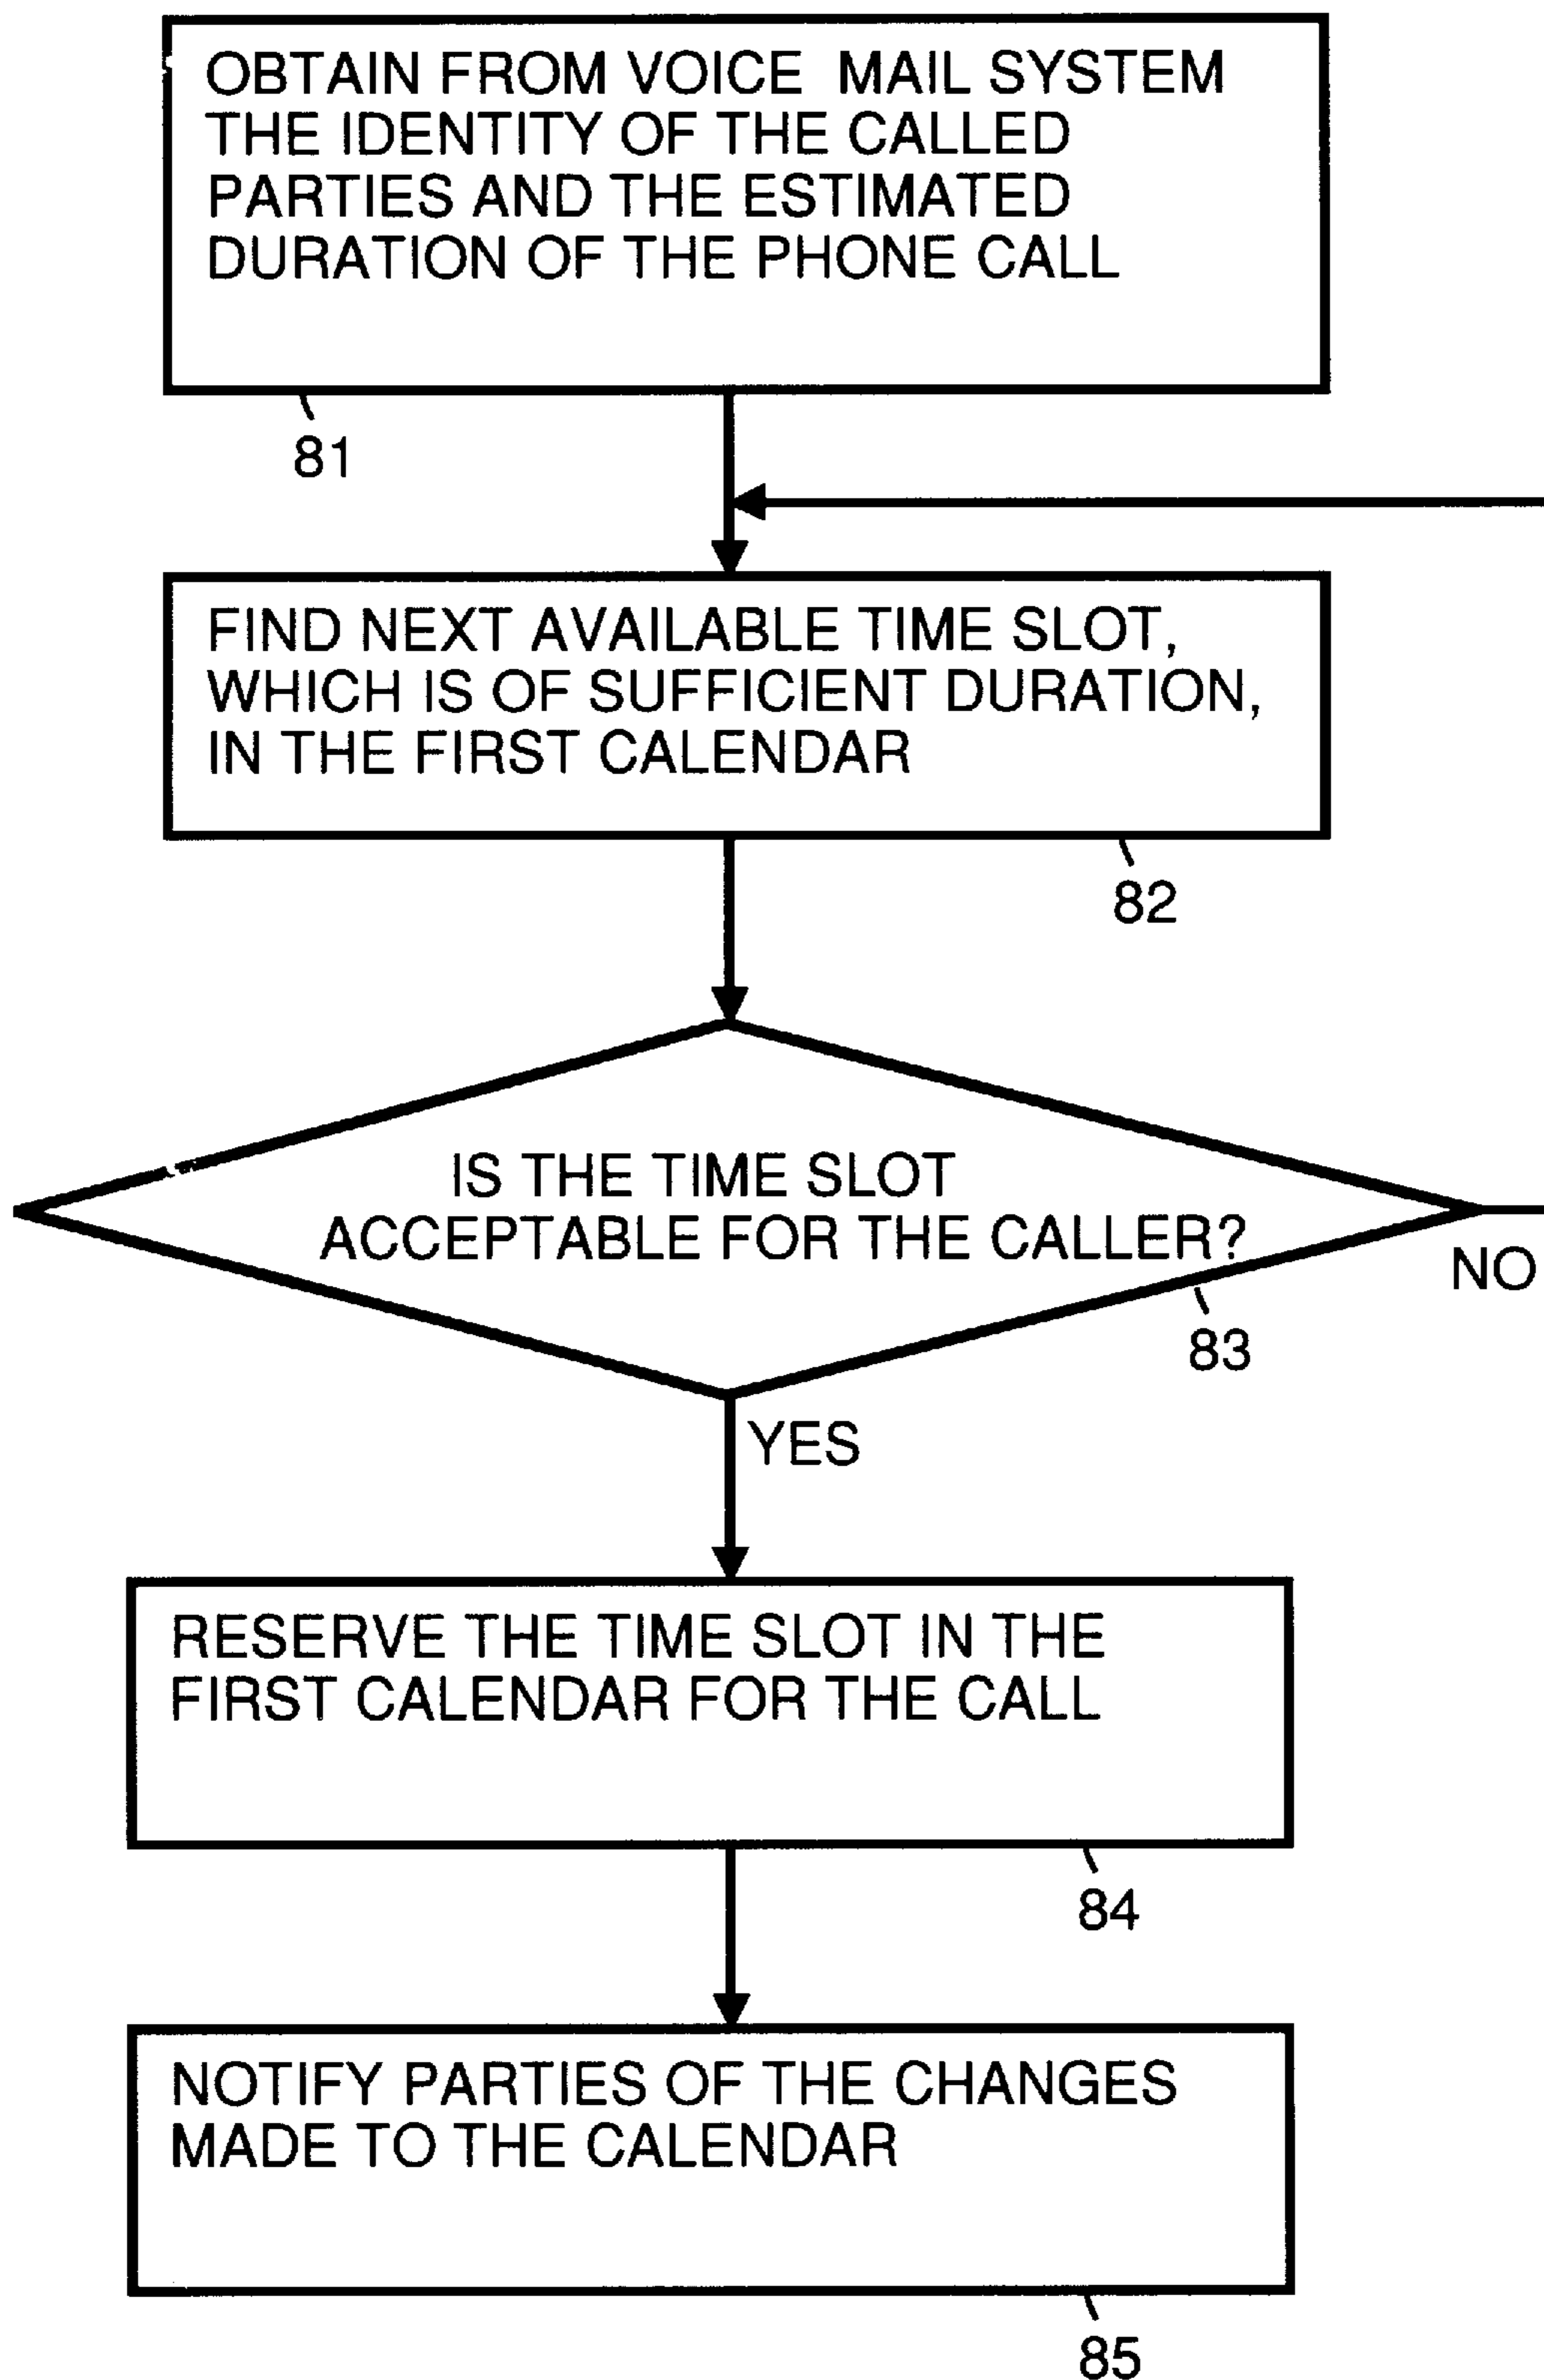 OBTAIN FROM VOICE MAIL SYSTEM
THE IDENTITY OF THE CALLED
PARTIES AND THE ESTIMATED
DURATION OF THE PHONE CALL
81
FIND NEXT AVAILABLE TIME SLOT,
WHICH IS OF SUFFICIENT DURATION,
IN THE FIRST CALENDAR
82
IS THE TIME SLOT
ACCEPTABLE FOR THE CALLER?
NO
83
YES
RESERVE THE TIME SLOT IN THE
FIRST CALENDAR FOR THE CALL
84
NOTIFY PARTIES OF THE CHANGES
MADE TO THE CALENDAR
85